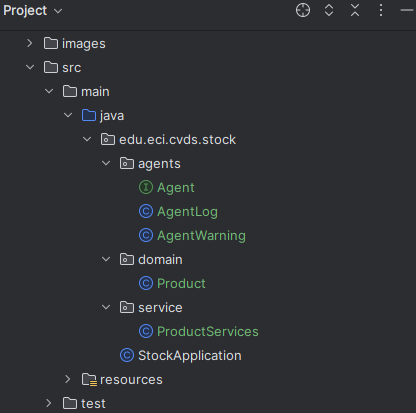 Project
images
src
main
java
edu.eci.cvds.stock
agents
Agent
AgentLog
AgentWarning
domain
Product
service
ProductServices
StockApplication
resources
test